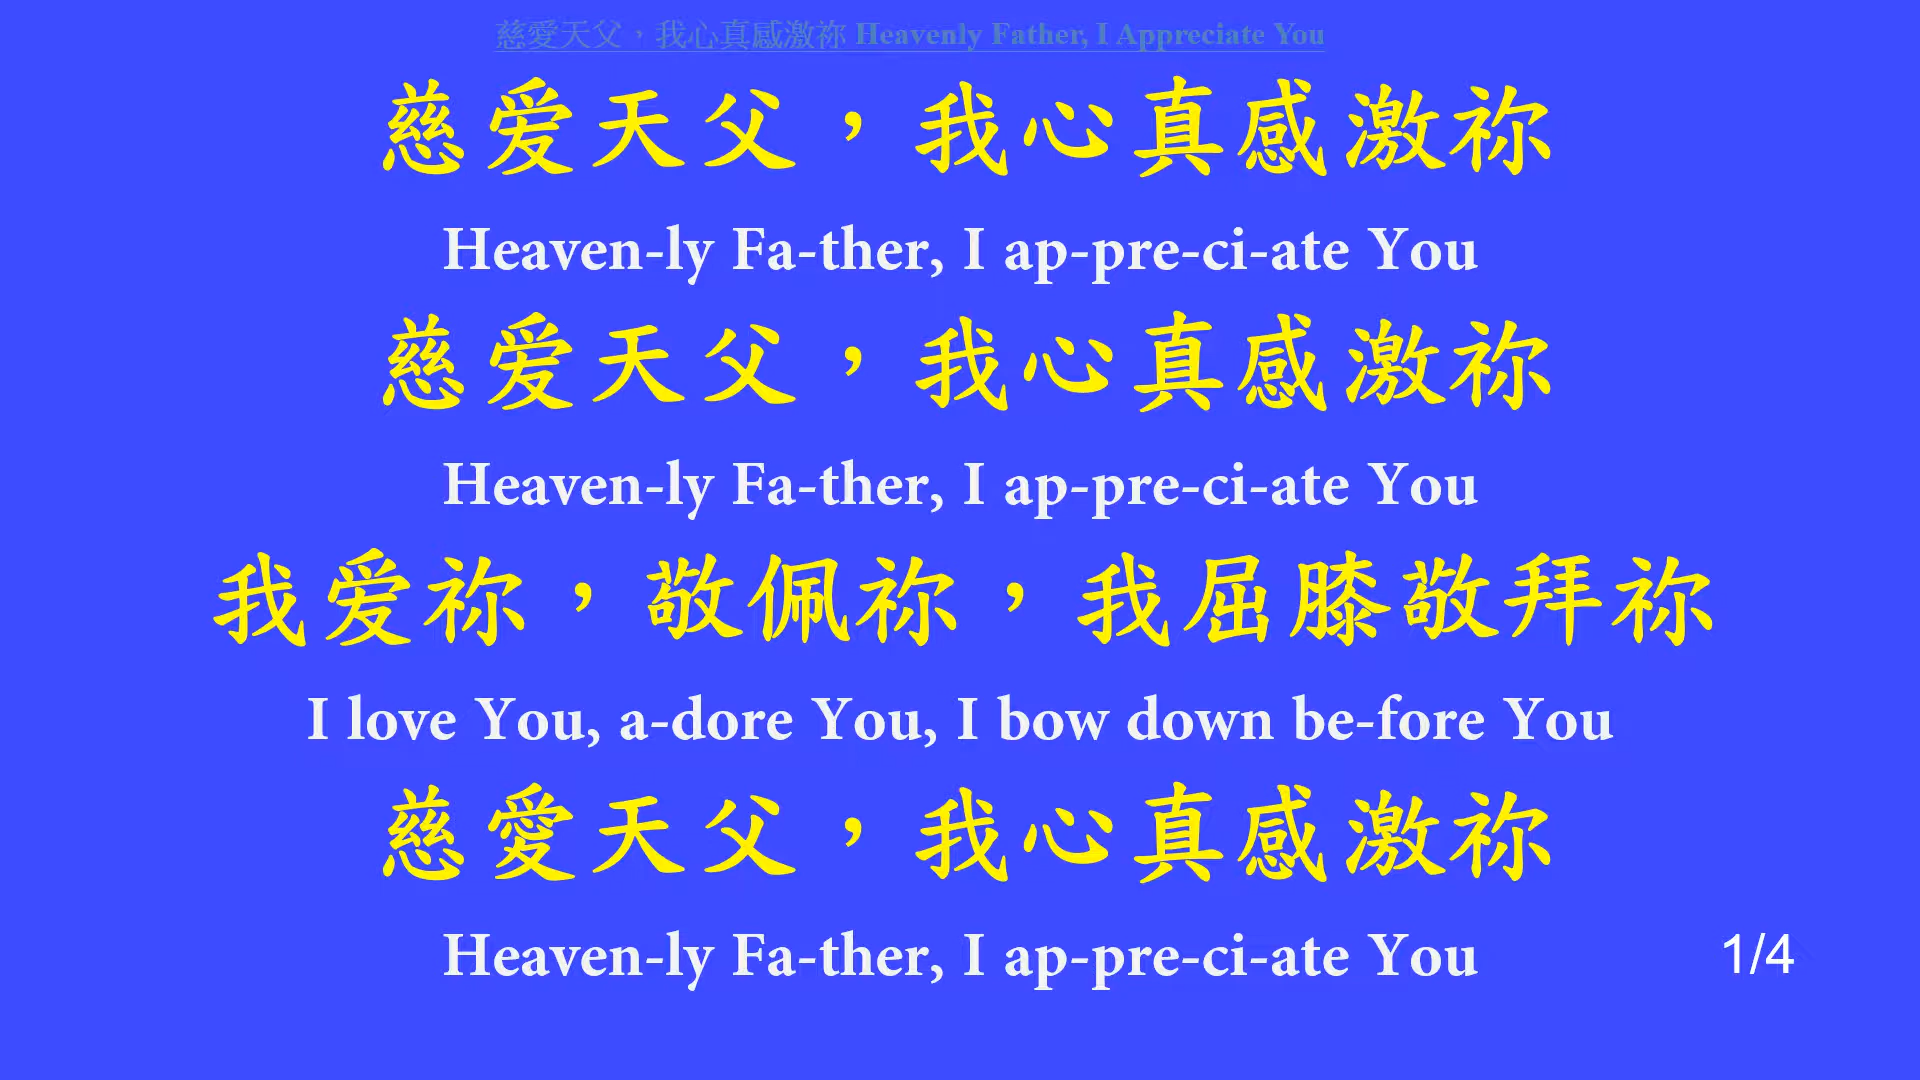 慈愛天父，我心真感激祢 Heavenly Father, I Appreciate You
慈爱天父，我心真感激祢
Heaven-ly Fa-ther, I ap-pre-ci-ate You
慈爱天父，我心真感激祢
Heaven-ly Fa-ther, I ap-pre-ci-ate You
我爱祢，敬佩祢，我屈膝敬拜祢
I love You, a-dore You, I bow down be-fore You
慈愛天父，我心真感激祢
Heaven-ly Fa-ther, I ap-pre-ci-ate You
1/4